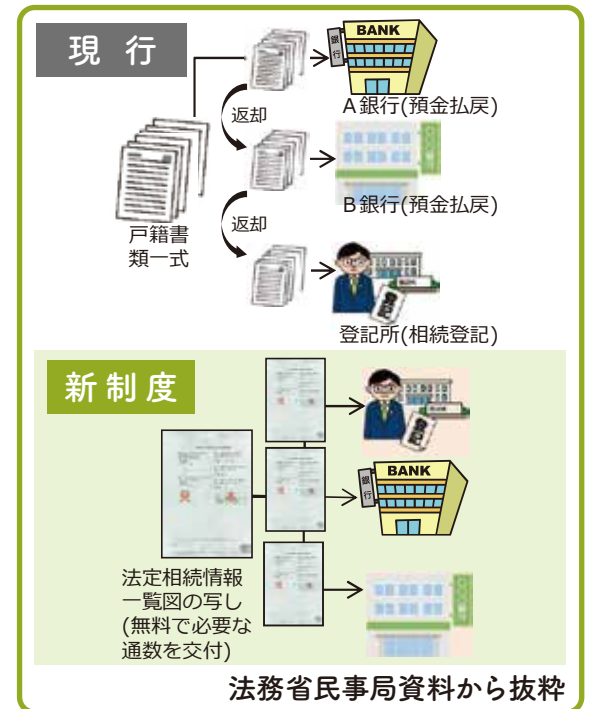 現 行
BANK
銀行
A銀行(預金払戻)
返却
B銀行(預金払戻)
返却
戸籍書
類一式
登記所(相続登記)
新制度
BANK
銀行
法定相続情報
一覧図の写し
(無料で必要な
通数を交付)
法務省民事局資料から抜粋